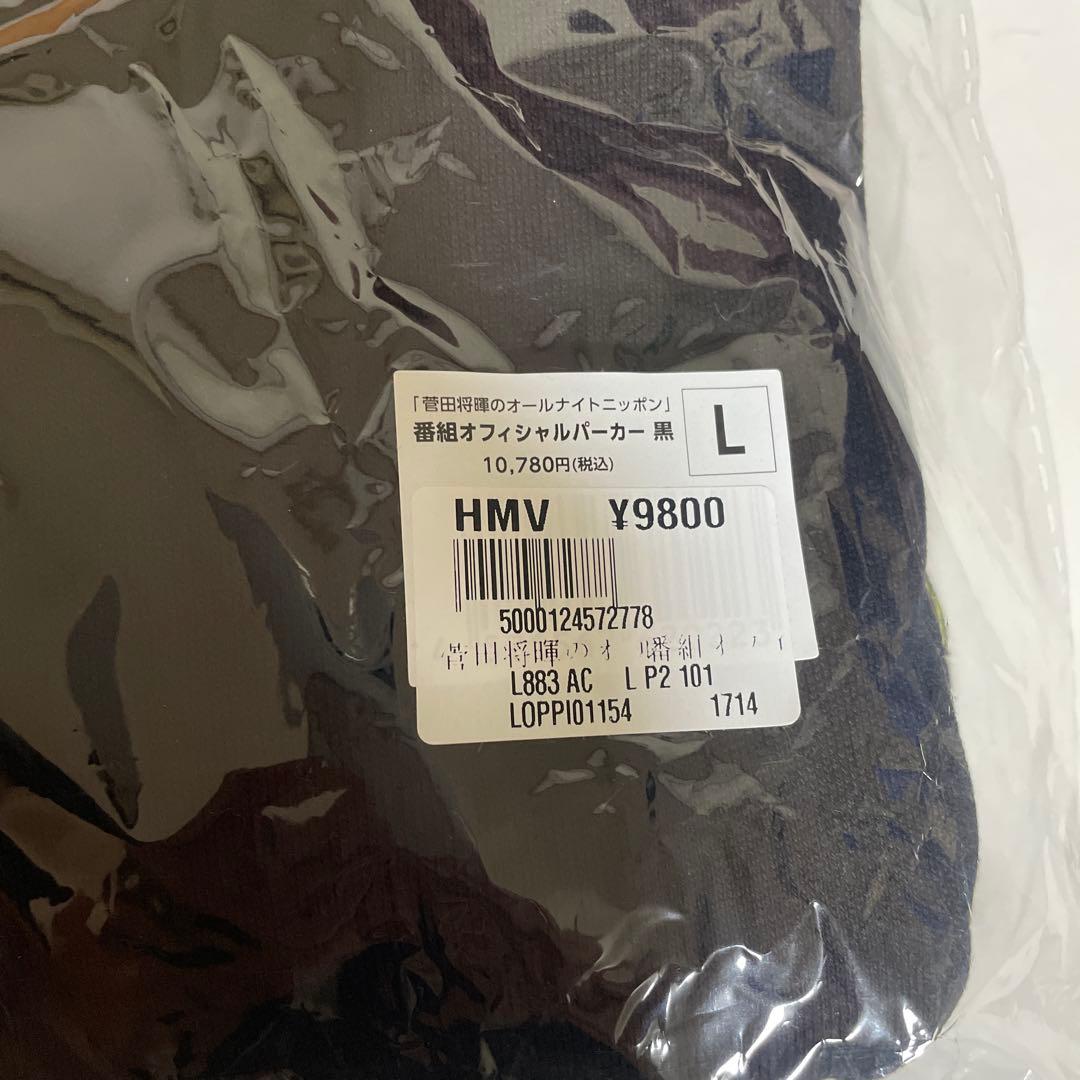 「菅田将暉のオールナイトニッポン」
番組オフィシャルパーカー 黒
L
10,780円(税込)
HMV ¥9800
5000124572778
菅田将暉のオ 番組オ
L883 AC L P2 101
LOPPI01154 1714